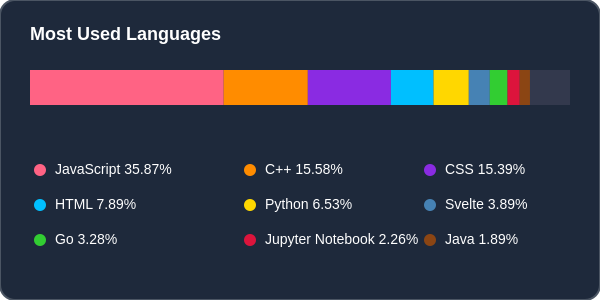 Most Used Languages
JavaScript 35.87% C++ 15.58% CSS 15.39%
HTML 7.89% Python 6.53% Svelte 3.89%
Go 3.28% Jupyter Notebook 2.26% Java 1.89%